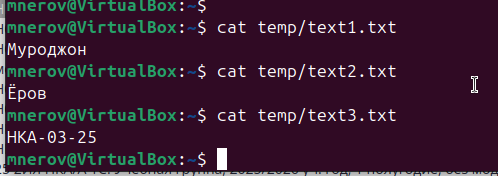 mnerov@VirtualBox:~$
mnerov@VirtualBox:~$ cat temp/text1.txt
Муроджон
mnerov@VirtualBox:~$ cat temp/text2.txt
Ёров
mnerov@VirtualBox:~$ cat temp/text3.txt
НКА-03-25
mnerov@VirtualBox:~$